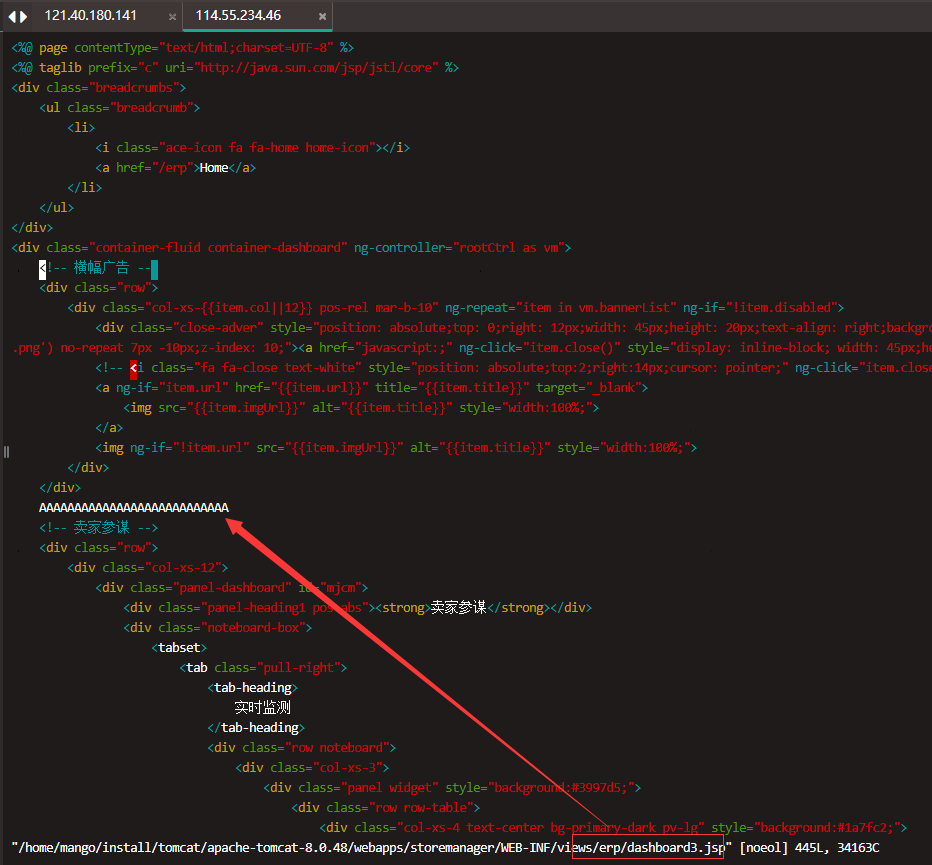 121.40.180.141 × 114.55.234.46 ×
<%@ page contentType="text/html;charset=UTF-8" %>
<%@ taglib prefix="c" uri="http://java.sun.com/jsp/jstl/core" %>
<div class="breadcrumbs">
<ul class="breadcrumb">
<li>
<i class="ace-icon fa fa-home home-icon"></i>
<a href="/erp">Home</a>
</li>
</ul>
</div>
<div class="container-fluid container-dashboard" ng-controller="rootCtrl as vm">
<!-- 横幅广告 --
<div class="row">
<div class="col-xs-{{item.col||12}} pos-rel mar-b-10" ng-repeat="item in vm.bannerList" ng-if="!item.disabled">
<div class="close-adver" style="position: absolute;top: 0;right: 12px;width: 45px;height: 20px;text-align: right;backgro
.png') no-repeat 7px -10px;z-index: 10;"><a href="javascript:;" ng-click="item.close()" style="display: inline-block; width: 45px;he
<!-- <i class="fa fa-close text-white" style="position: absolute;top:2;right:14px;cursor: pointer;" ng-click="item.close
<a ng-if="item.url" href="{{item.url}}" title="{{item.title}}" target="_blank">
<img src="{{item.imgUrl}}" alt="{{item.title}}" style="width:100%;">
</a>
<img ng-if="!item.url" src="{{item.imgUrl}}" alt="{{item.title}}" style="width:100%;">
</div>
</div>
AAAAAAAAAAAAAAAAAAAAAAAAAAA
<!-- 卖家参谋 -->
<div class="row">
<div class="col-xs-12">
<div class="panel-dashboard" id="mjcm">
<div class="panel-heading1 pos-abs"><strong>卖家参谋</strong></div>
<div class="noteboard-box">
<tabset>
<tab class="pull-right">
<tab-heading>
实时监测
</tab-heading>
<div class="row noteboard">
<div class="col-xs-3">
<div class="panel widget" style="background:#3997d5;">
<div class="row row-table">
<div class="col-xs-4 text-center bg-primary-dark pv-lg" style="background:#1a7fc2;">
"/home/mango/install/tomcat/apache-tomcat-8.0.48/webapps/storemanager/WEB-INF/views/erp/dashboard3.jsp" [noeol] 445L, 34163C